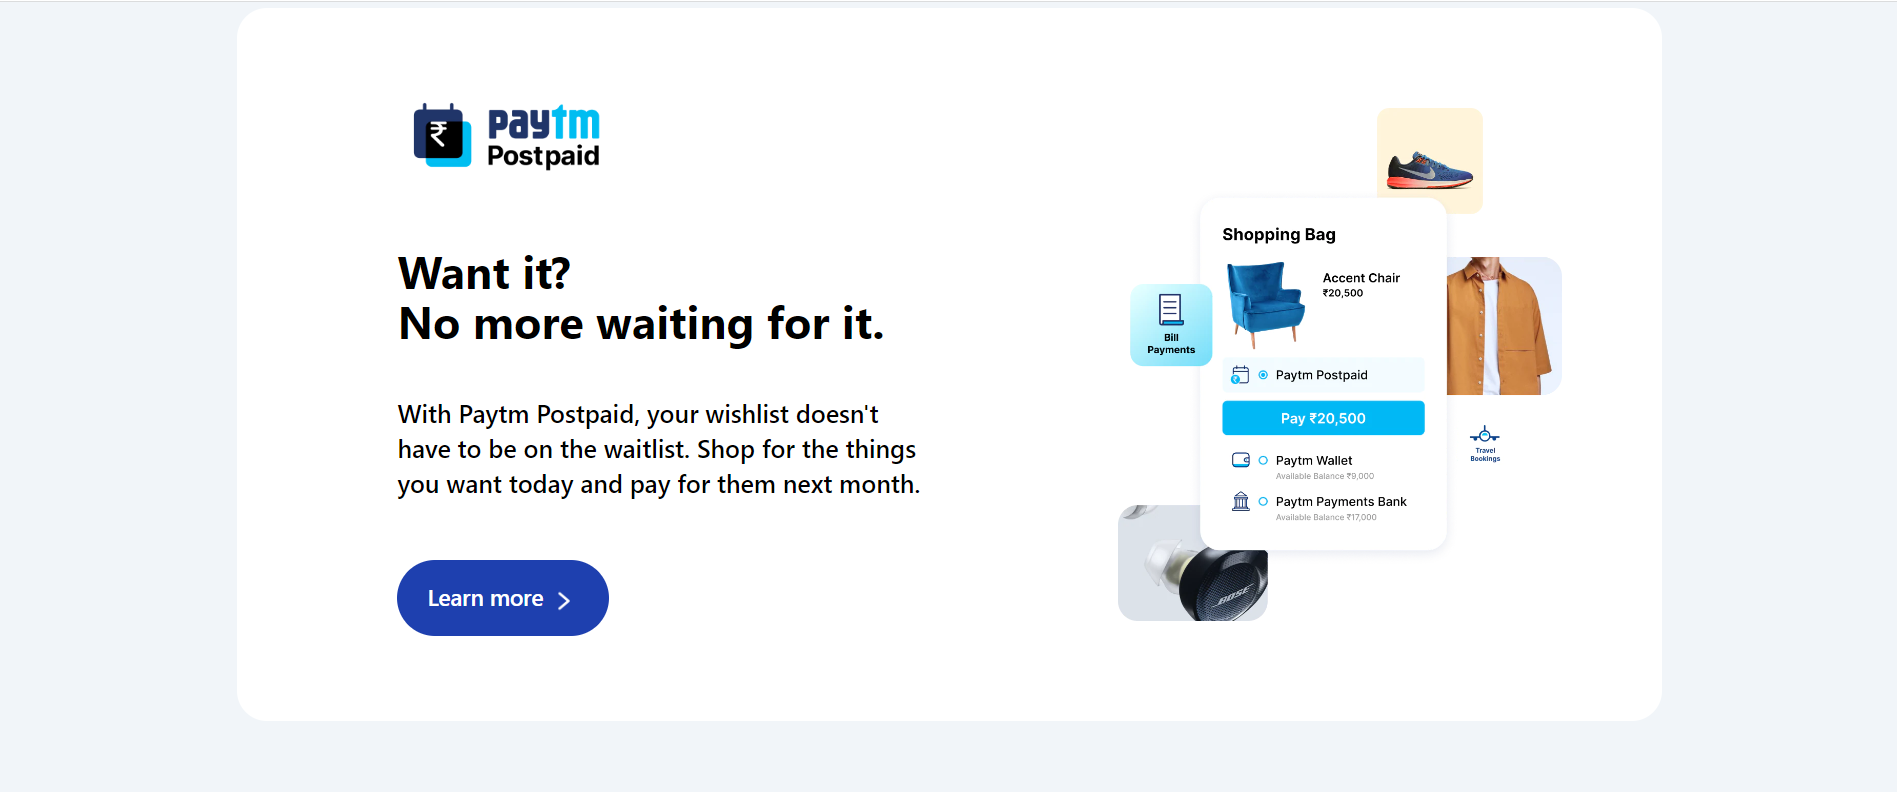 ₹
paytm
Postpaid
Want it?
No more waiting for it.
With Paytm Postpaid, your wishlist doesn't
have to be on the waitlist. Shop for the things
you want today and pay for them next month.
Learn more
Shopping Bag
Accent Chair
₹20,500
Bill
Payments
₹
Paytm Postpaid
Pay ₹20,500
Paytm Wallet
Available Balance ₹9,000
Paytm Payments Bank
Available Balance ₹17,000
Travel
Bookings
BOSE